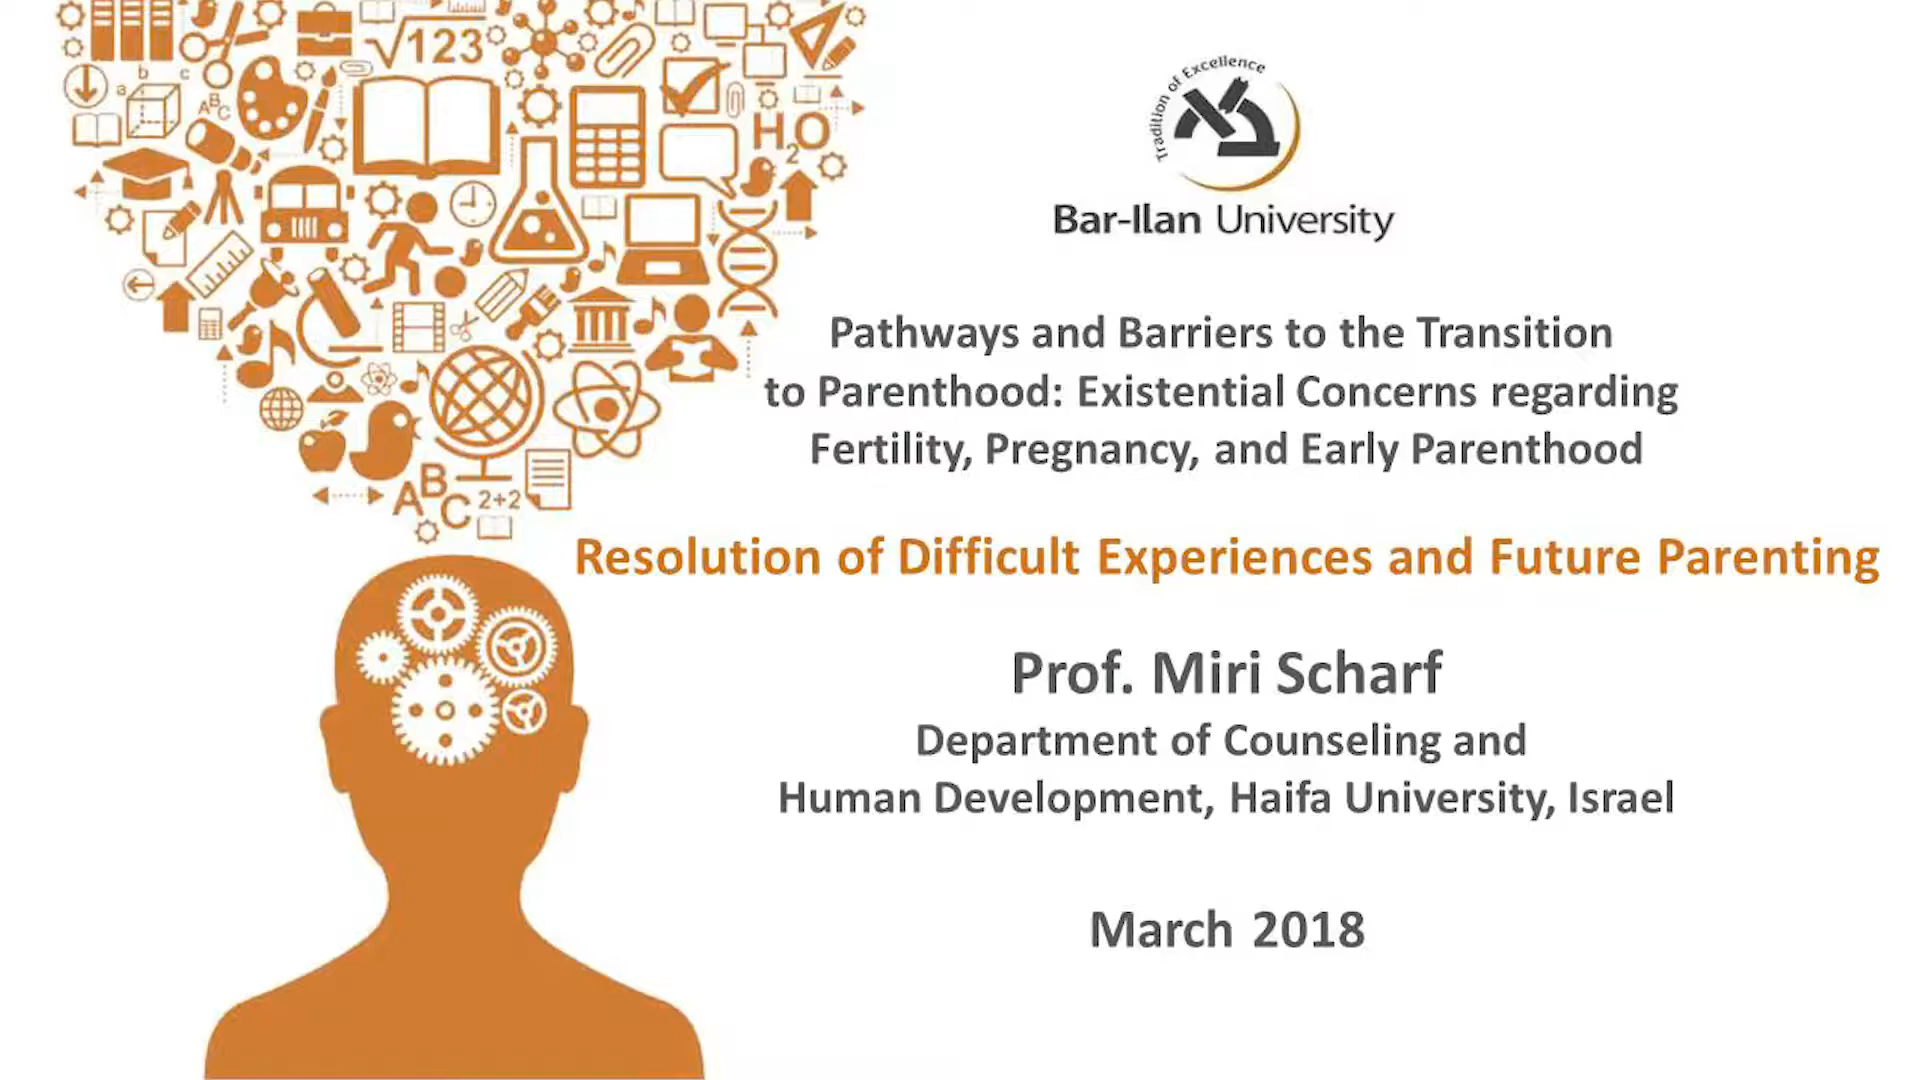 √123
a
b
c
ABC
H2O
ABC
2+2
Tradition of Excellence
Bar-Ilan University
Pathways and Barriers to the Transition
to Parenthood: Existential Concerns regarding
Fertility, Pregnancy, and Early Parenthood
Resolution of Difficult Experiences and Future Parenting
Prof. Miri Scharf
Department of Counseling and
Human Development, Haifa University, Israel
March 2018